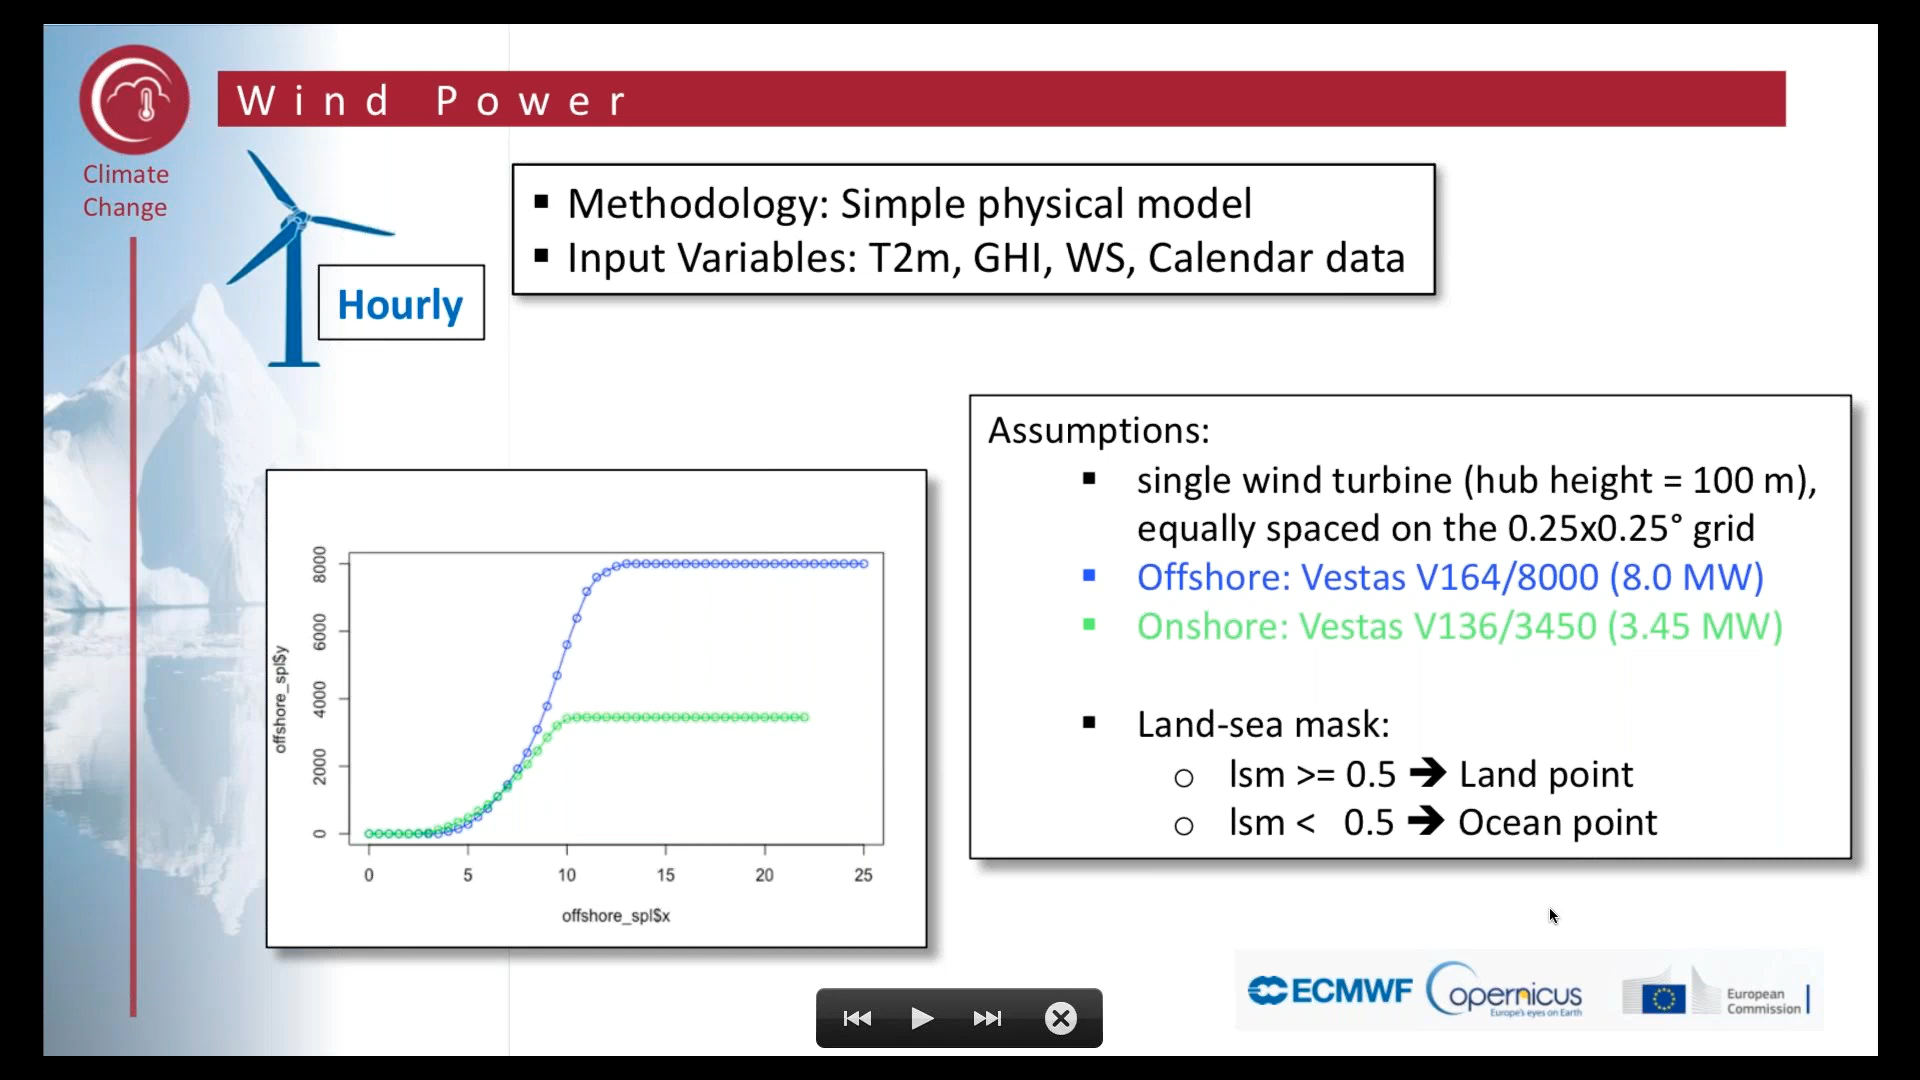 Wind Power
Climate
Change
Hourly
▪ Methodology: Simple physical model
▪ Input Variables: T2m, GHI, WS, Calendar data
Assumptions:
▪ single wind turbine (hub height = 100 m),
equally spaced on the 0.25x0.25° grid
▪ Offshore: Vestas V164/8000 (8.0 MW)
▪ Onshore: Vestas V136/3450 (3.45 MW)
▪ Land-sea mask:
o lsm >= 0.5 ➔ Land point
o lsm < 0.5 ➔ Ocean point
offshore_spl$y
8000
6000
4000
2000
0
0 5 10 15 20 25
offshore_spl$x
ECMWF
Copernicus
Europe's eyes on Earth
European
Commission